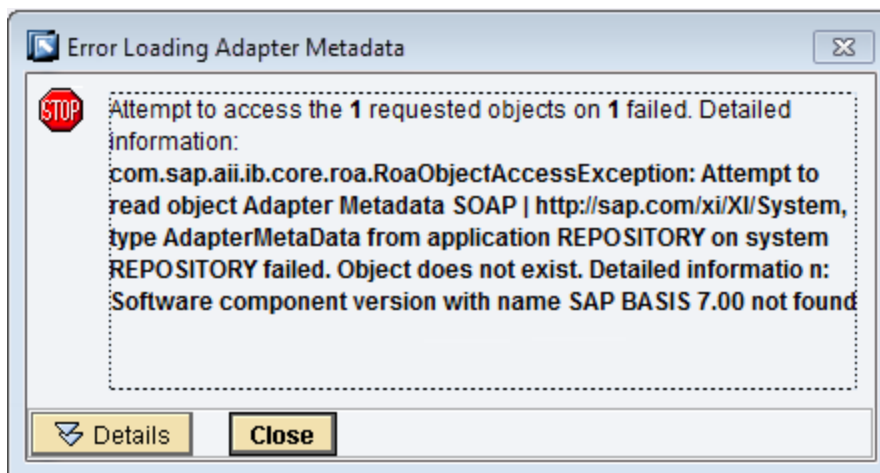 Error Loading Adapter Metadata
STOP
Attempt to access the 1 requested objects on 1 failed. Detailed
information:
com.sap.aii.ib.core.roa.RoaObjectAccessException: Attempt to
read object Adapter Metadata SOAP | http://sap.com/xi/XI/System,
type AdapterMetaData from application REPOSITORY on system
REPOSITORY failed. Object does not exist. Detailed informatio n:
Software component version with name SAP BASIS 7.00 not found
Details
Close